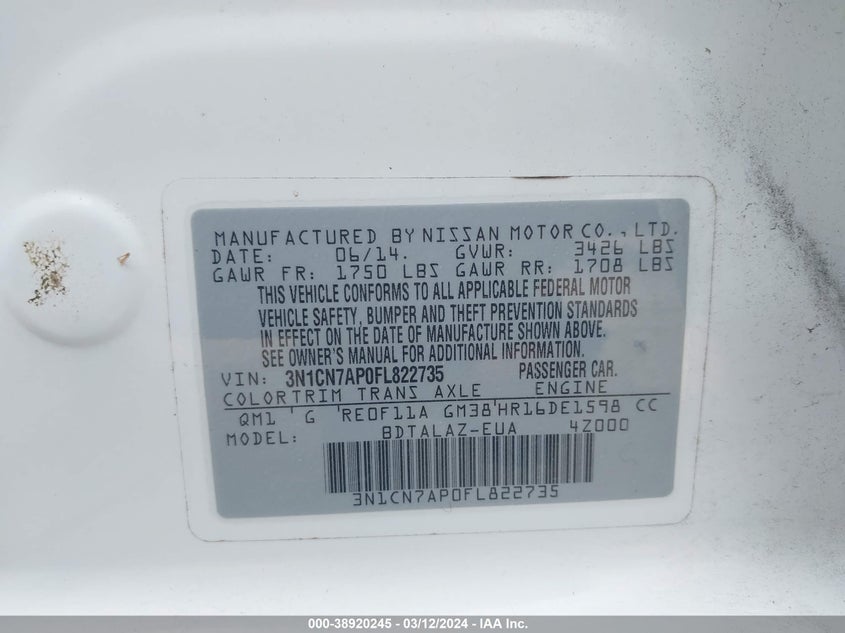 MANUFACTURED BY NISSAN MOTOR CO., LTD.
DATE: 06/14. GVWR: 3426 LBS
GAWR FR: 1750 LBS GAWR RR: 1708 LBS
THIS VEHICLE CONFORMS TO ALL APPLICABLE FEDERAL MOTOR
VEHICLE SAFETY, BUMPER AND THEFT PREVENTION STANDARDS
IN EFFECT ON THE DATE OF MANUFACTURE SHOWN ABOVE.
SEE OWNER'S MANUAL FOR ADDITIONAL INFORMATION.
VIN: 3N1CN7AP0FL822735 PASSENGER CAR.
COLOR TRIM TRANS AXLE ENGINE
QM1 ' G 'RE0F11A GM38'HR16DE1598 CC
MODEL: BDTALAZ-EUA 4Z000
3N1CN7AP0FL822735
000-38920245 - 03/12/2024 - IAA Inc.